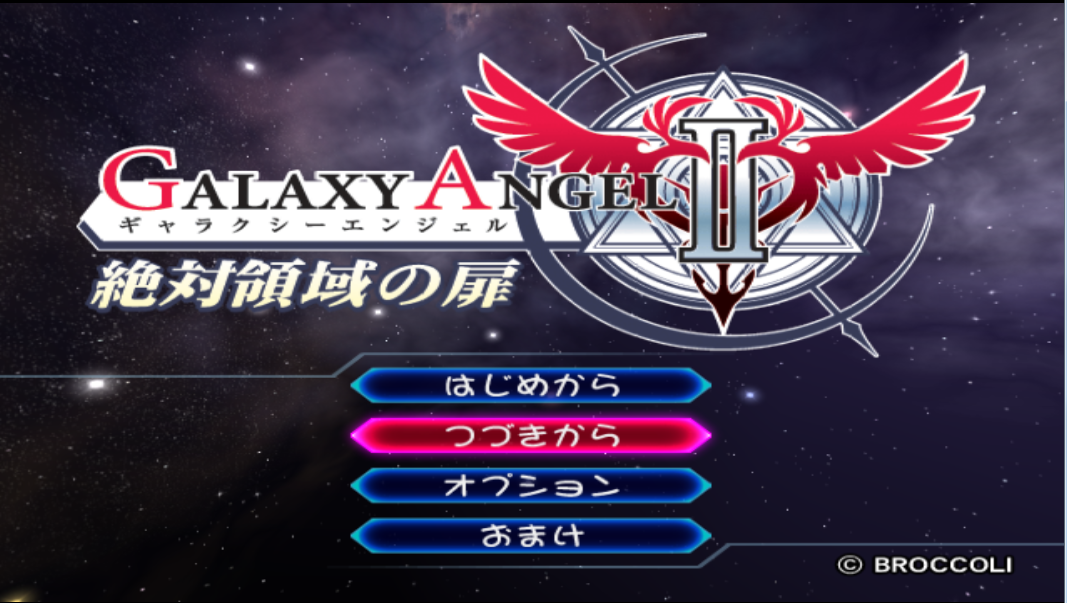 GALAXY ANGEL II
ギャラクシーエンジェル
絶対領域の扉
はじめから
つづきから
オプション
おまけ
© BROCCOLI